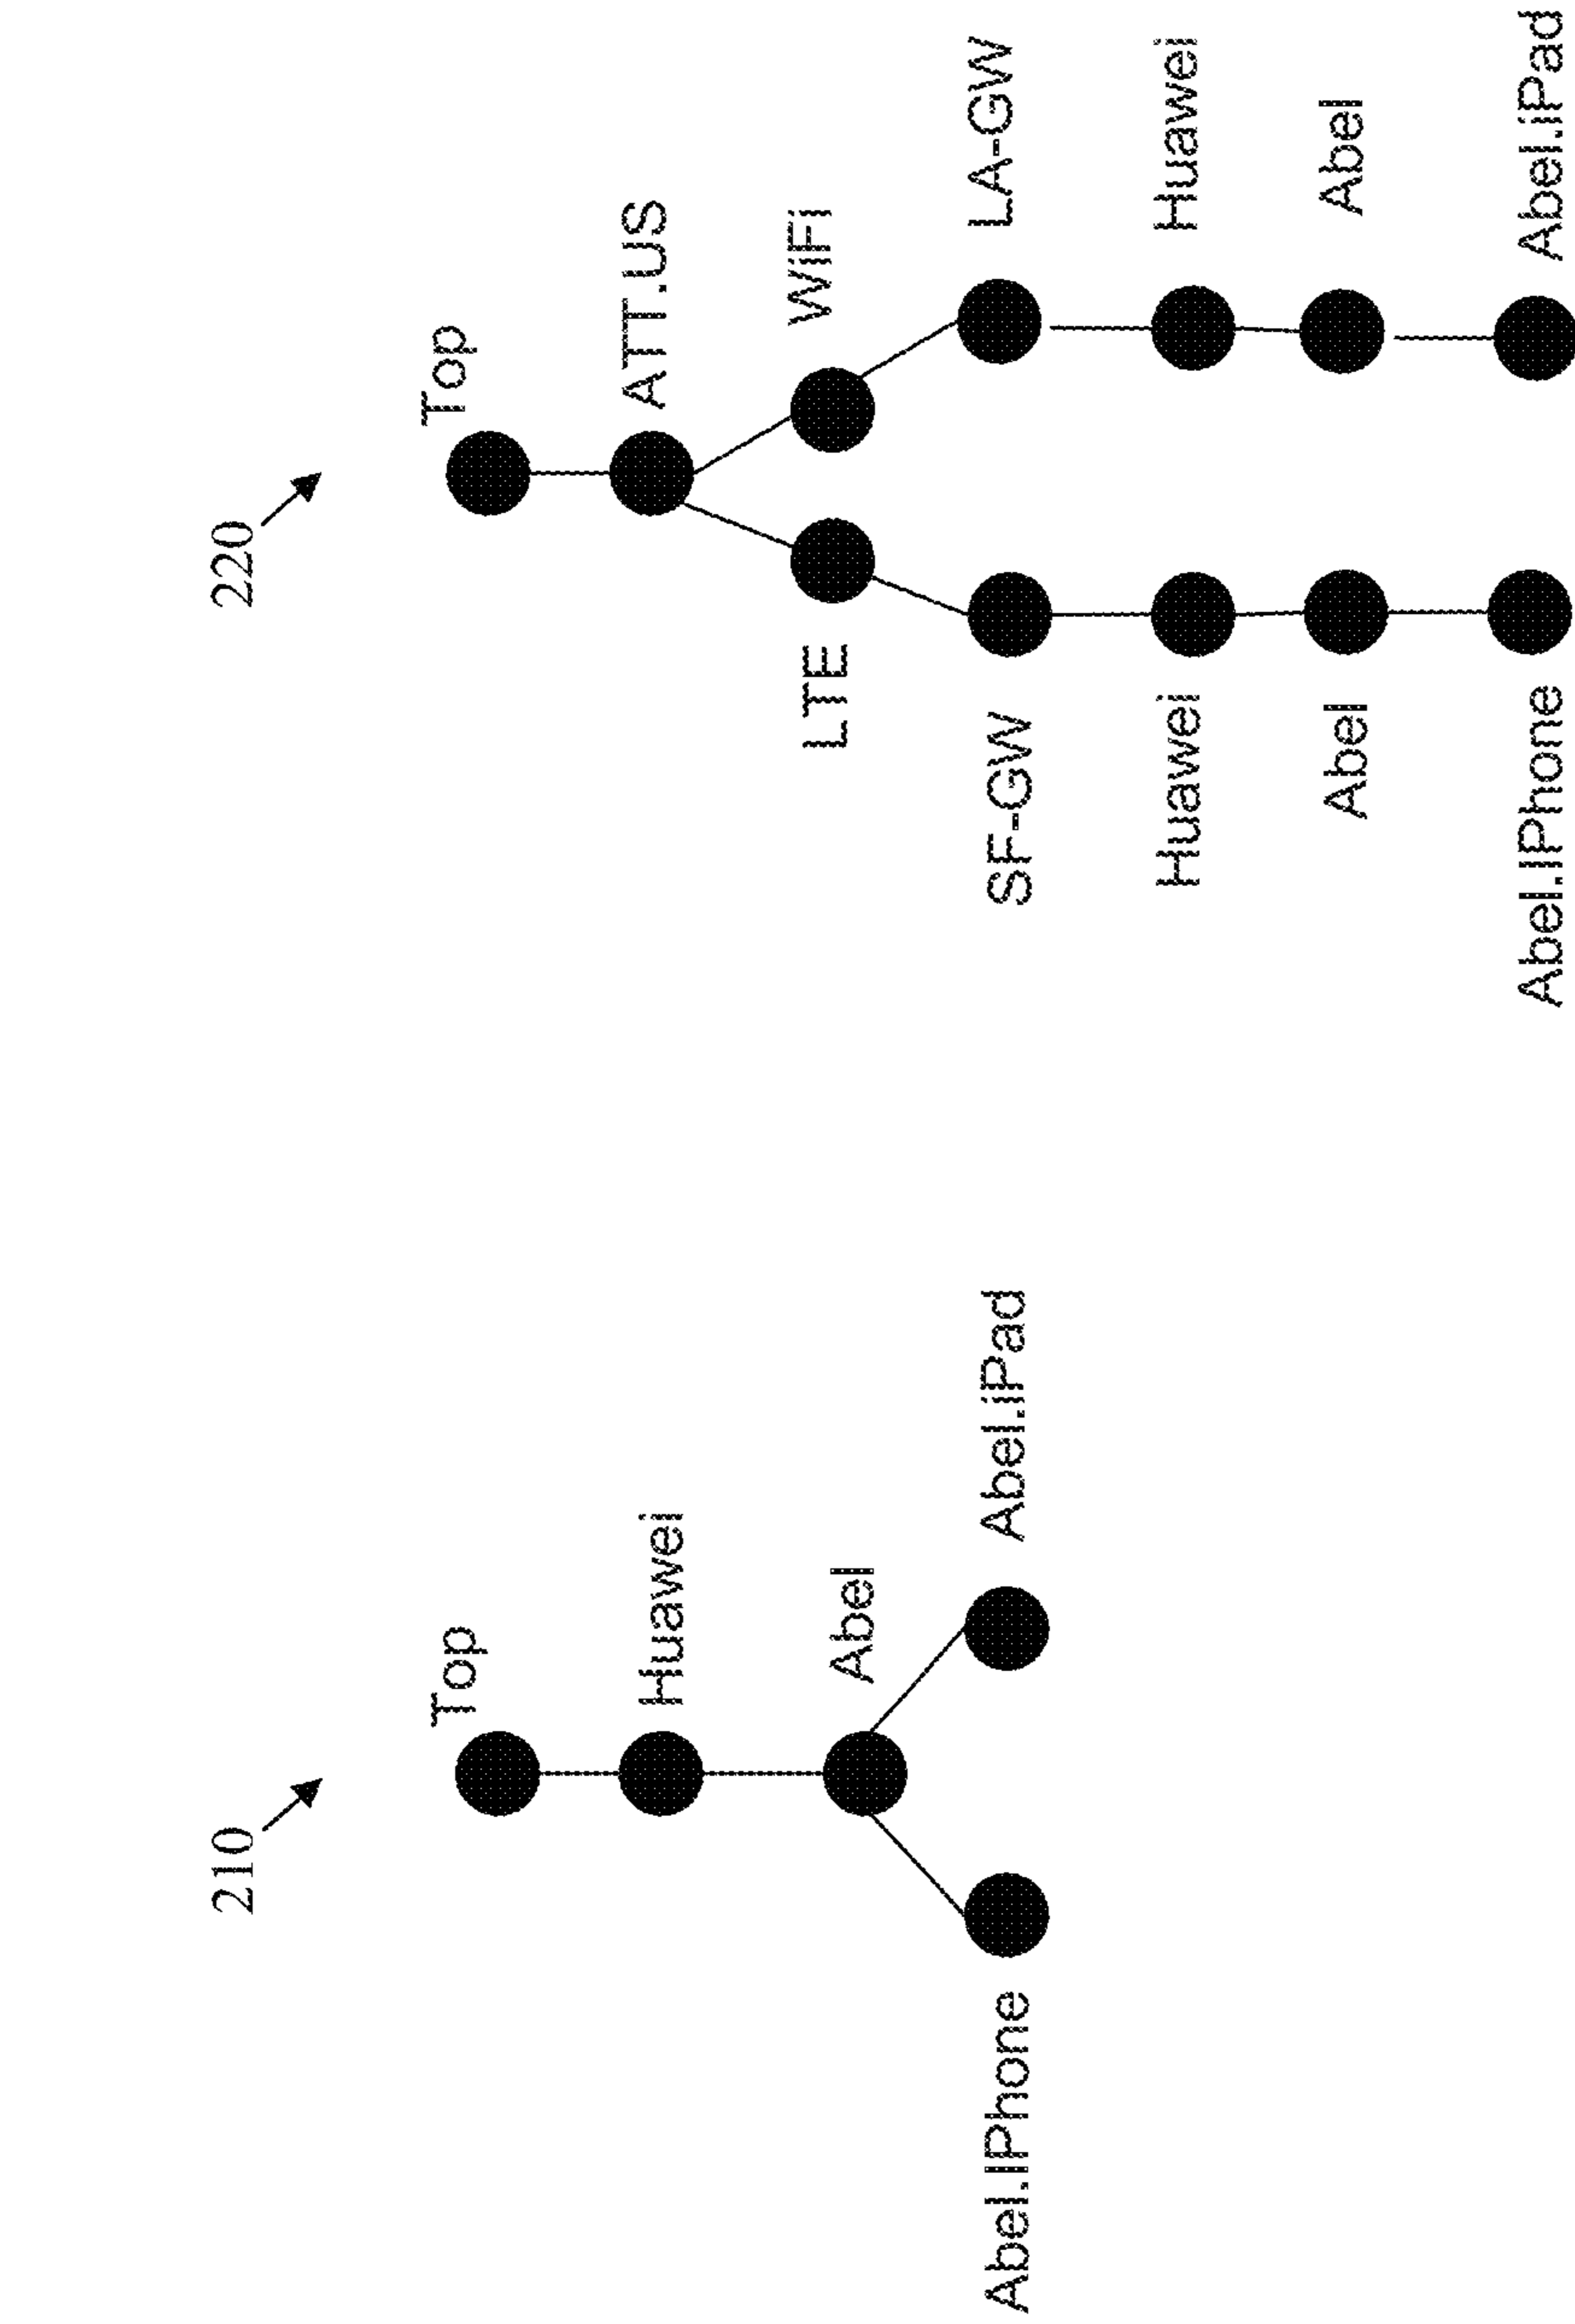 210
Top
Huawei
Abel
Abel.IPhone
Abel.iPad
220
Top
ATT.US
LTE
WiFi
SF-GW
LA-GW
Huawei
Huawei
Abel
Abel
Abel.IPhone
Abel.iPad